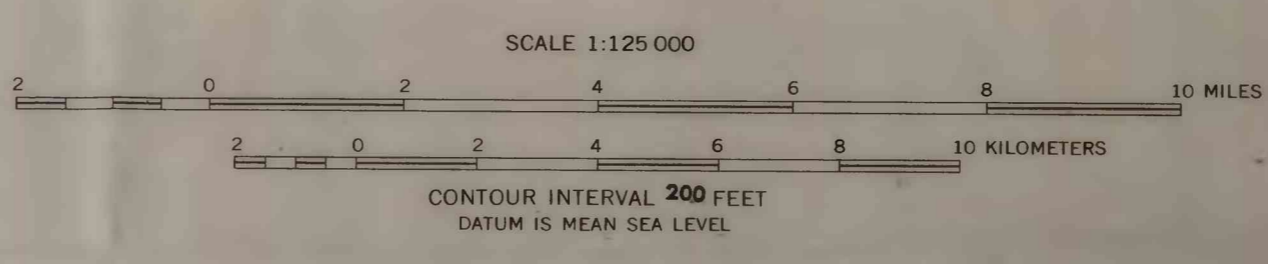 SCALE 1:125 000
2 0 2 4 6 8 10 MILES
2 0 2 4 6 8 10 KILOMETERS
CONTOUR INTERVAL 200 FEET
DATUM IS MEAN SEA LEVEL